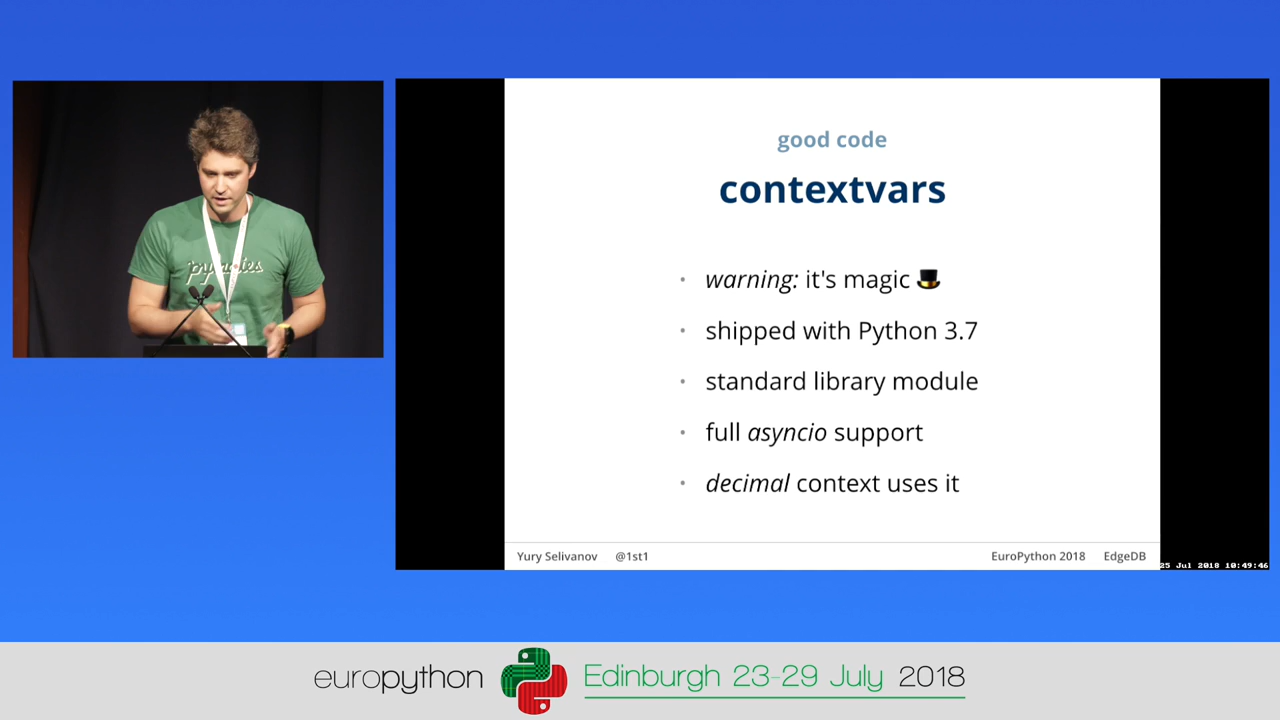 good code
contextvars
warning: it's magic 🎩
shipped with Python 3.7
standard library module
full asyncio support
decimal context uses it
Yury Selivanov @1st1 EuroPython 2018 EdgeDB
25 Jul 2018 10:49:46
europython Edinburgh 23-29 July 2018